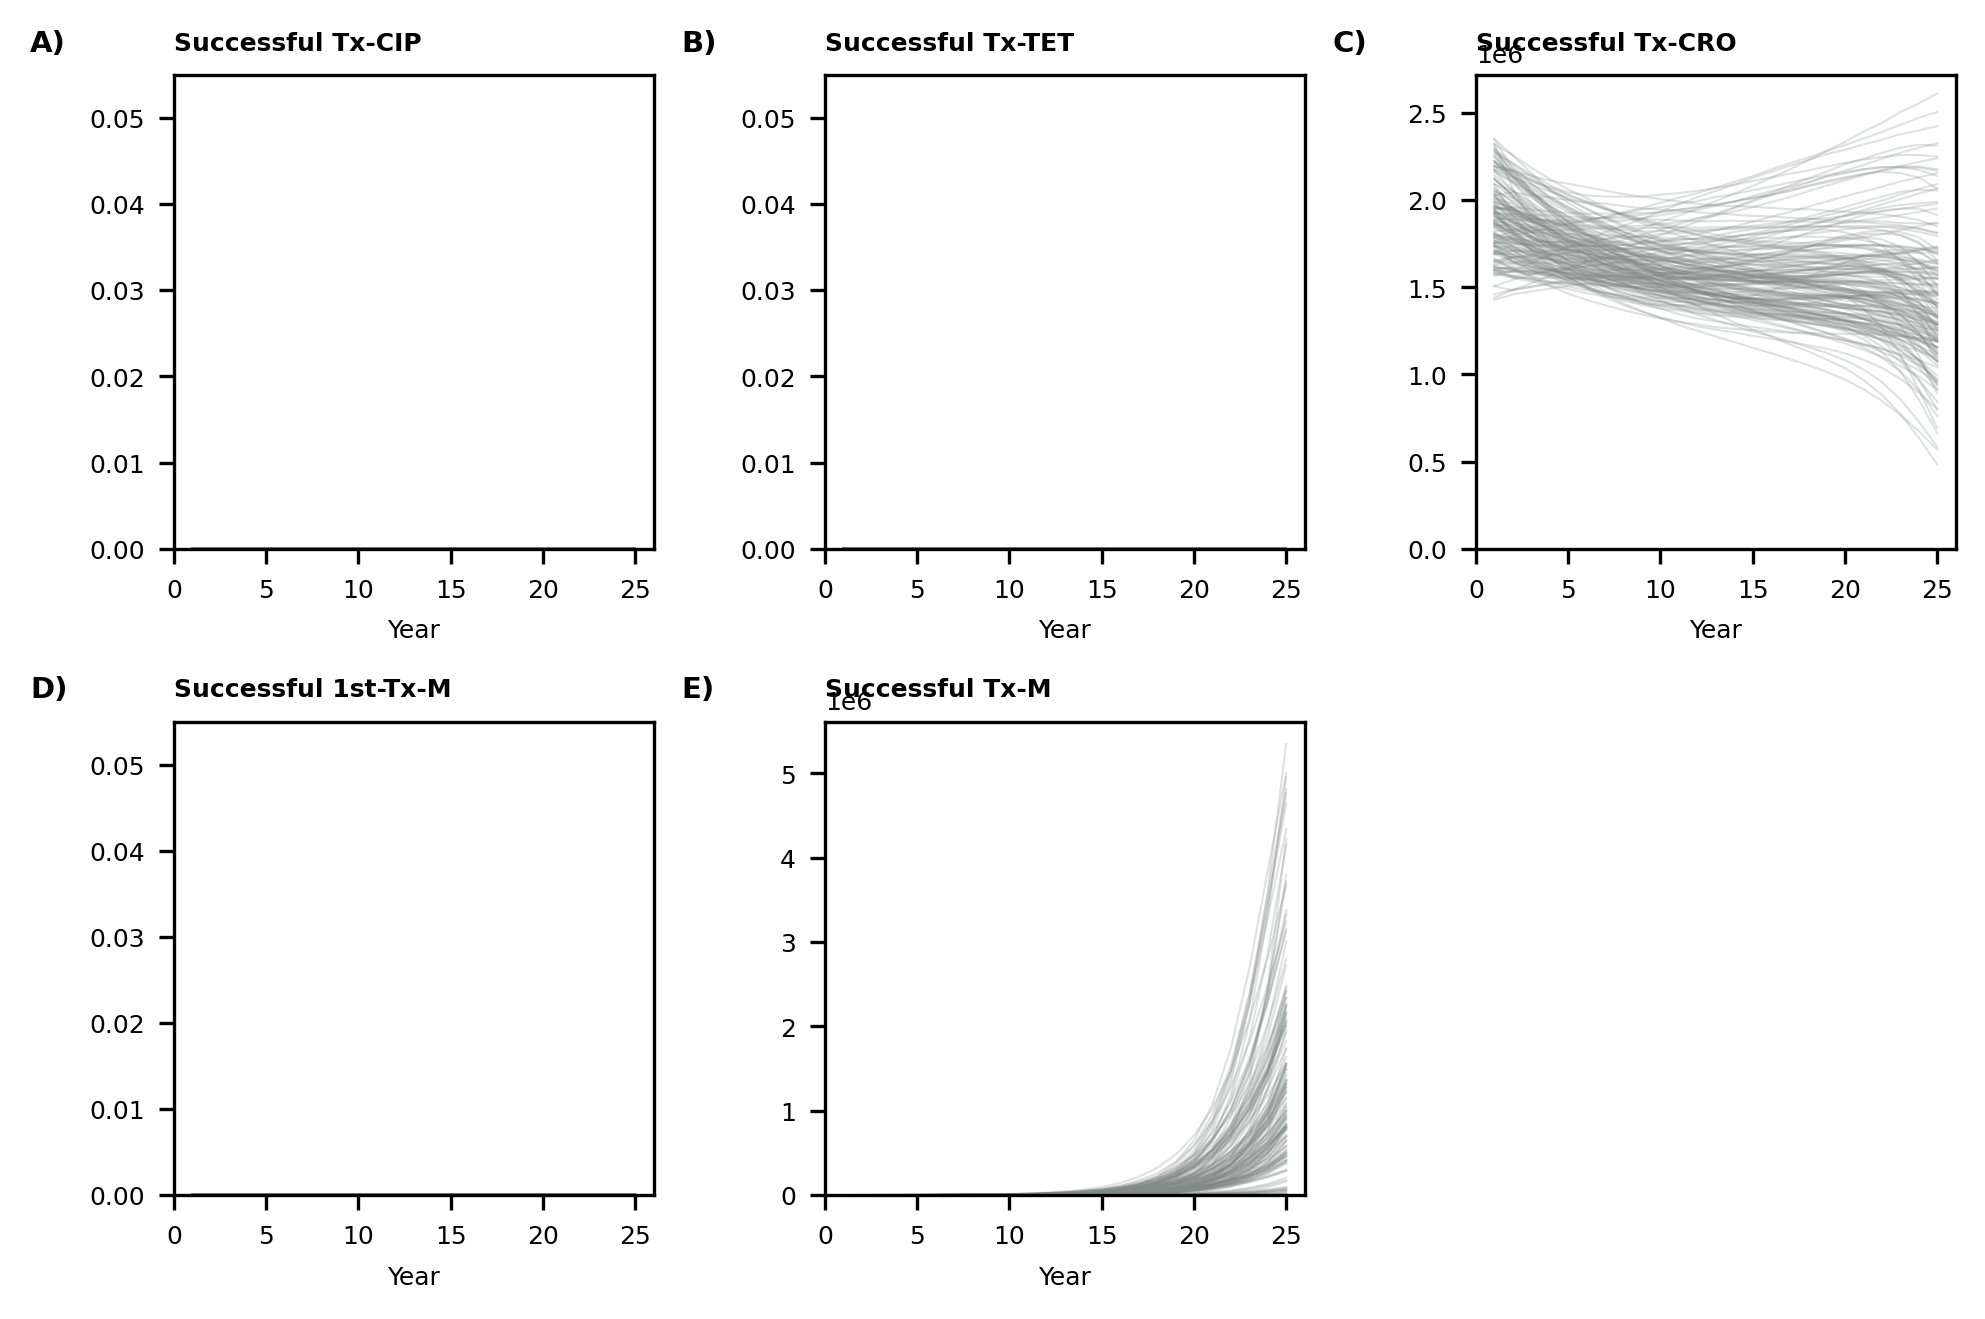 A) Successful Tx-CIP
0.05
0.04
0.03
0.02
0.01
0.00
0 5 10 15 20 25
Year
B) Successful Tx-TET
0.05
0.04
0.03
0.02
0.01
0.00
0 5 10 15 20 25
Year
C) Successful Tx-CRO
1e6
2.5
2.0
1.5
1.0
0.5
0.0
0 5 10 15 20 25
Year
D) Successful 1st-Tx-M
0.05
0.04
0.03
0.02
0.01
0.00
0 5 10 15 20 25
Year
E) Successful Tx-M
1e6
5
4
3
2
1
0
0 5 10 15 20 25
Year